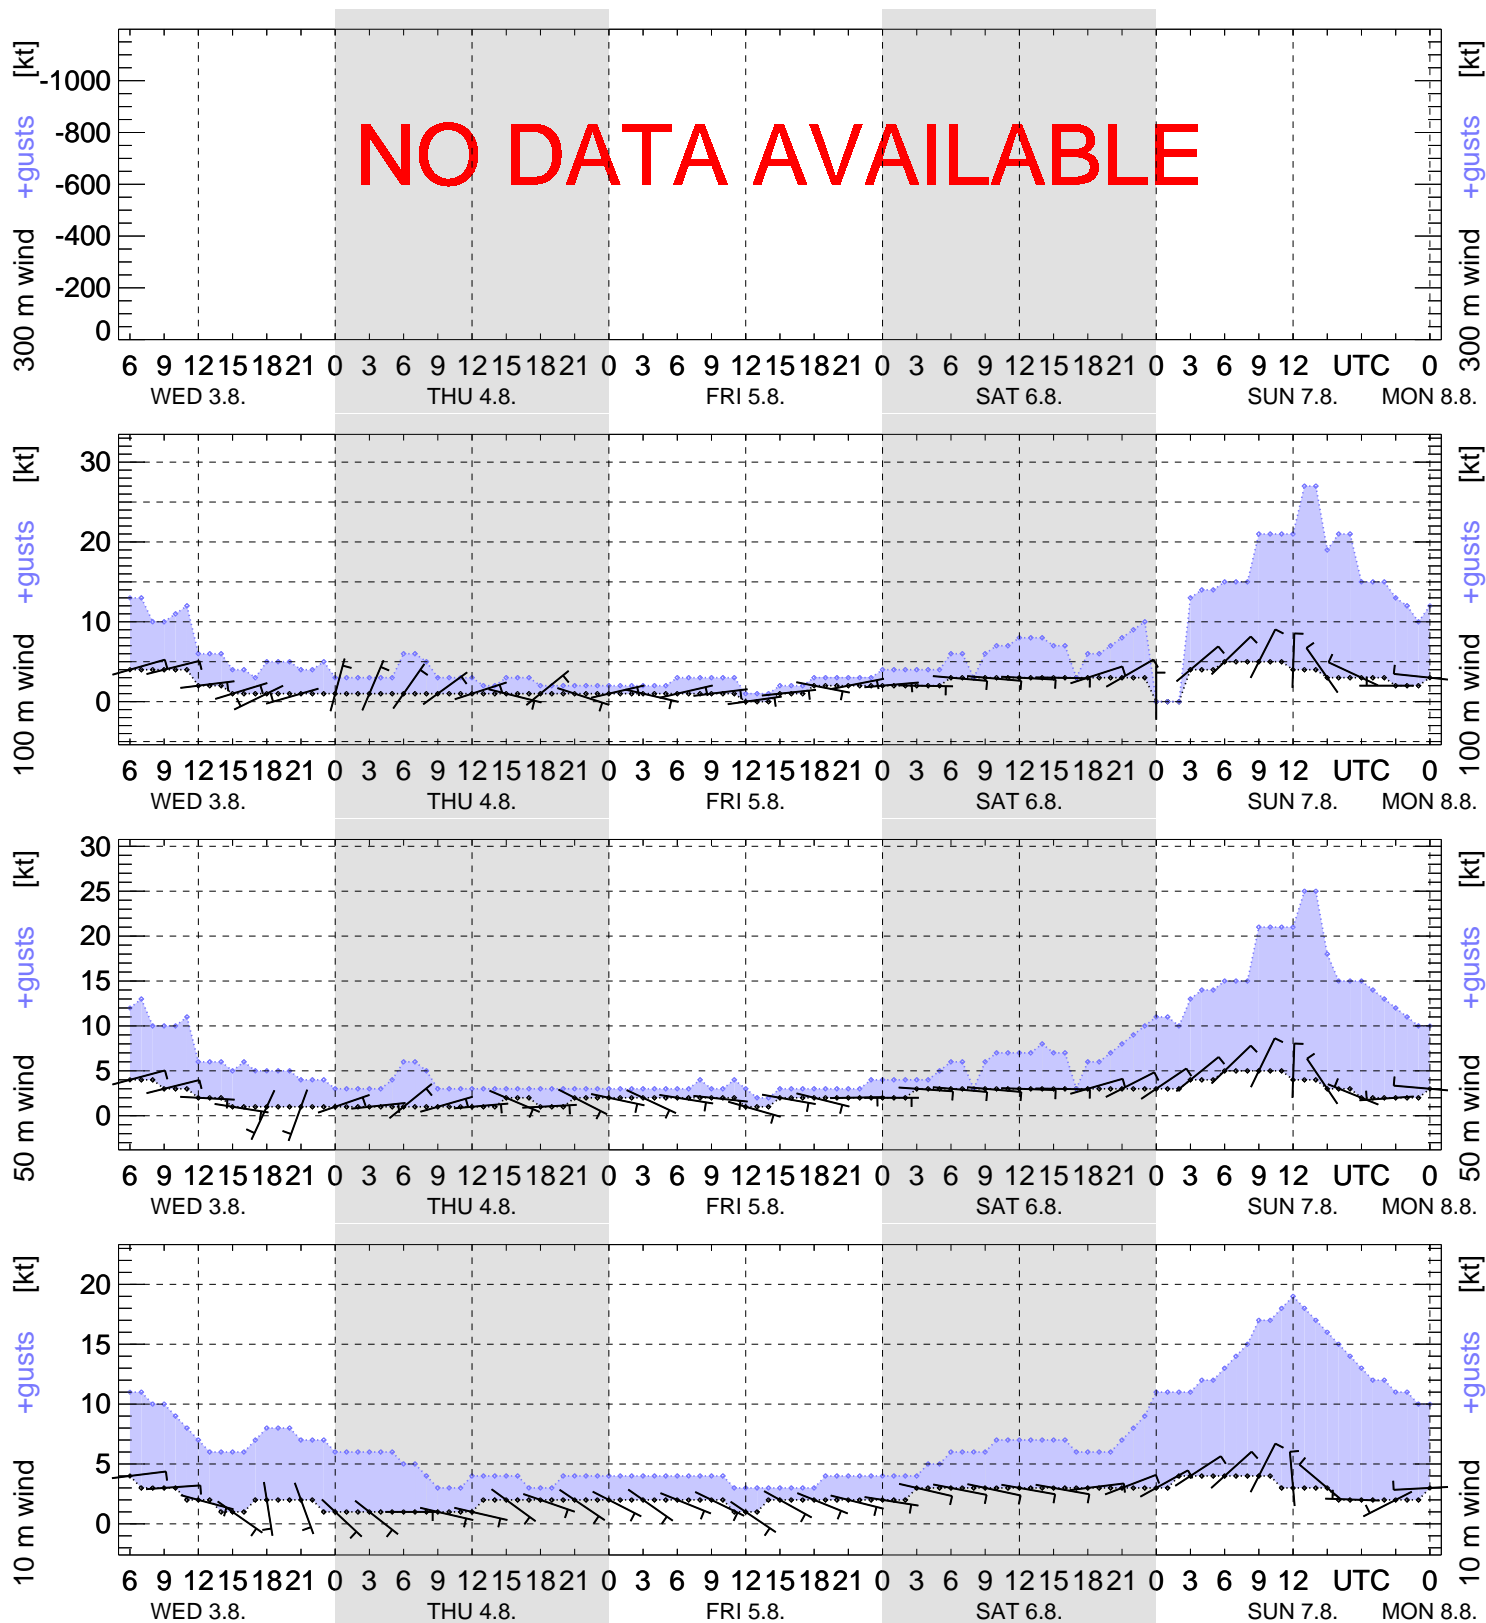 300 m wind +gusts [kt]
-1000
-800
-600
-400
-200
0
NO DATA AVAILABLE
300 m wind +gusts [kt]
6 9 12 15 18 21 0 3 6 9 12 15 18 21 0 3 6 9 12 15 18 21 0 3 6 9 12 15 18 21 0 3 6 9 12 UTC 0
WED 3.8. THU 4.8. FRI 5.8. SAT 6.8. SUN 7.8. MON 8.8.
100 m wind +gusts [kt]
30
20
10
0
100 m wind +gusts [kt]
6 9 12 15 18 21 0 3 6 9 12 15 18 21 0 3 6 9 12 15 18 21 0 3 6 9 12 15 18 21 0 3 6 9 12 UTC 0
WED 3.8. THU 4.8. FRI 5.8. SAT 6.8. SUN 7.8. MON 8.8.
50 m wind +gusts [kt]
30
25
20
15
10
5
0
50 m wind +gusts [kt]
6 9 12 15 18 21 0 3 6 9 12 15 18 21 0 3 6 9 12 15 18 21 0 3 6 9 12 15 18 21 0 3 6 9 12 UTC 0
WED 3.8. THU 4.8. FRI 5.8. SAT 6.8. SUN 7.8. MON 8.8.
10 m wind +gusts [kt]
20
15
10
5
0
10 m wind +gusts [kt]
6 9 12 15 18 21 0 3 6 9 12 15 18 21 0 3 6 9 12 15 18 21 0 3 6 9 12 15 18 21 0 3 6 9 12 UTC 0
WED 3.8. THU 4.8. FRI 5.8. SAT 6.8. SUN 7.8. MON 8.8.